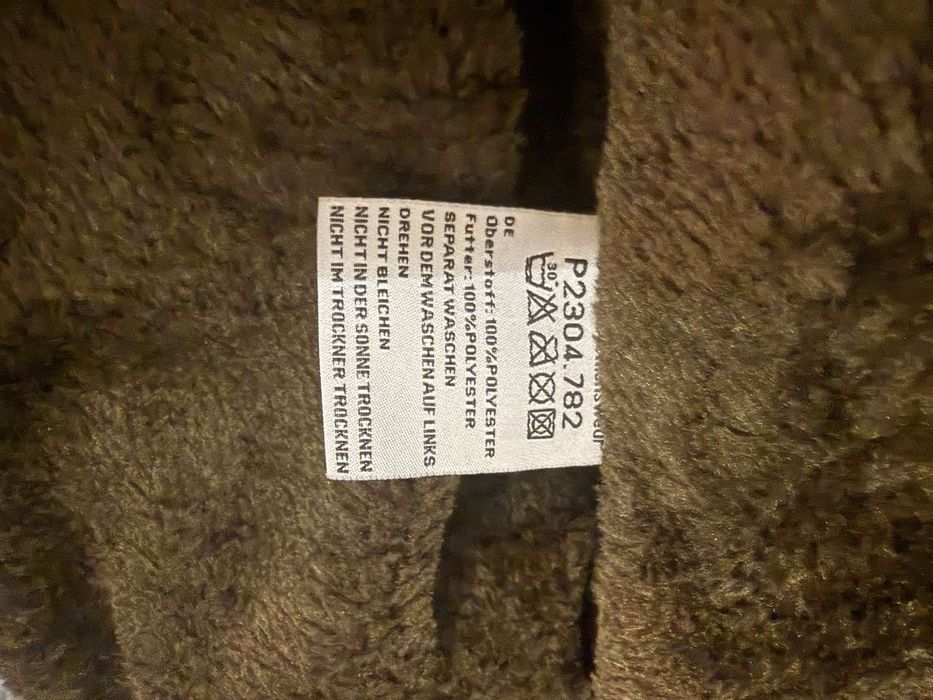 P2304.782
30°
DE
Oberstoff:100%POLYESTER
Futter:100%POLYESTER
SEPARAT WASCHEN
VOR DEM WASCHEN AUF LINKS
DREHEN
NICHT BLEICHEN
NICHT IN DER SONNE TROCKNEN
NICHT IM TROCKNER TROCKNEN